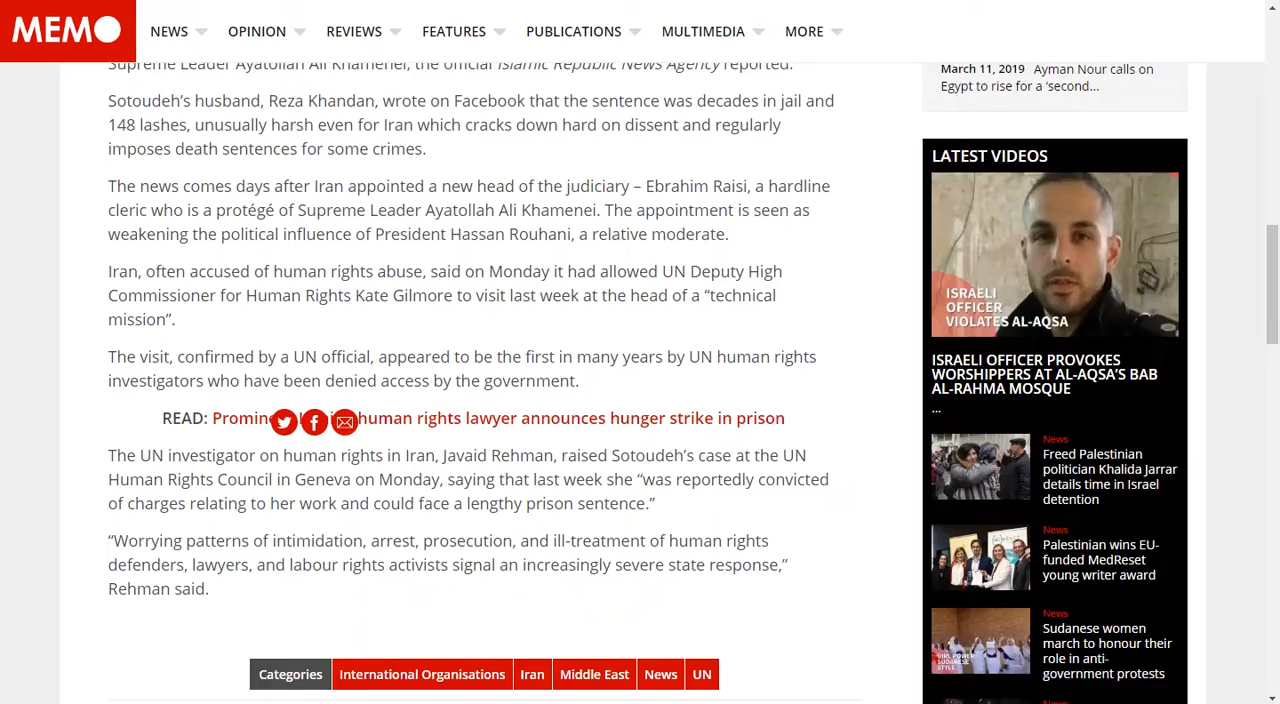 MEMO
NEWS
OPINION
REVIEWS
FEATURES
PUBLICATIONS
MULTIMEDIA
MORE
Supreme Leader Ayatollah Ali Khamenei, the official Islamic Republic News Agency reported.
Sotoudeh’s husband, Reza Khandan, wrote on Facebook that the sentence was decades in jail and
148 lashes, unusually harsh even for Iran which cracks down hard on dissent and regularly
imposes death sentences for some crimes.
The news comes days after Iran appointed a new head of the judiciary – Ebrahim Raisi, a hardline
cleric who is a protégé of Supreme Leader Ayatollah Ali Khamenei. The appointment is seen as
weakening the political influence of President Hassan Rouhani, a relative moderate.
Iran, often accused of human rights abuse, said on Monday it had allowed UN Deputy High
Commissioner for Human Rights Kate Gilmore to visit last week at the head of a “technical
mission”.
The visit, confirmed by a UN official, appeared to be the first in many years by UN human rights
investigators who have been denied access by the government.
READ: human rights lawyer announces hunger strike in prison
The UN investigator on human rights in Iran, Javaid Rehman, raised Sotoudeh’s case at the UN
Human Rights Council in Geneva on Monday, saying that last week she “was reportedly convicted
of charges relating to her work and could face a lengthy prison sentence.”
“Worrying patterns of intimidation, arrest, prosecution, and ill-treatment of human rights
defenders, lawyers, and labour rights activists signal an increasingly severe state response,”
Rehman said.
Categories
International Organisations
Iran
Middle East
News
UN
March 11, 2019 Ayman Nour calls on
Egypt to rise for a ‘second...
LATEST VIDEOS
ISRAELI
OFFICER
VIOLATES AL-AQSA
ISRAELI OFFICER PROVOKES
WORSHIPPERS AT AL-AQSA’S BAB
AL-RAHMA MOSQUE
...
News
Freed Palestinian
politician Khalida Jarrar
details time in Israel
detention
News
Palestinian wins EU-
funded MedReset
young writer award
News
Sudanese women
march to honour their
role in anti-
government protests
GIRL POWER
SUDANESE
STYLE